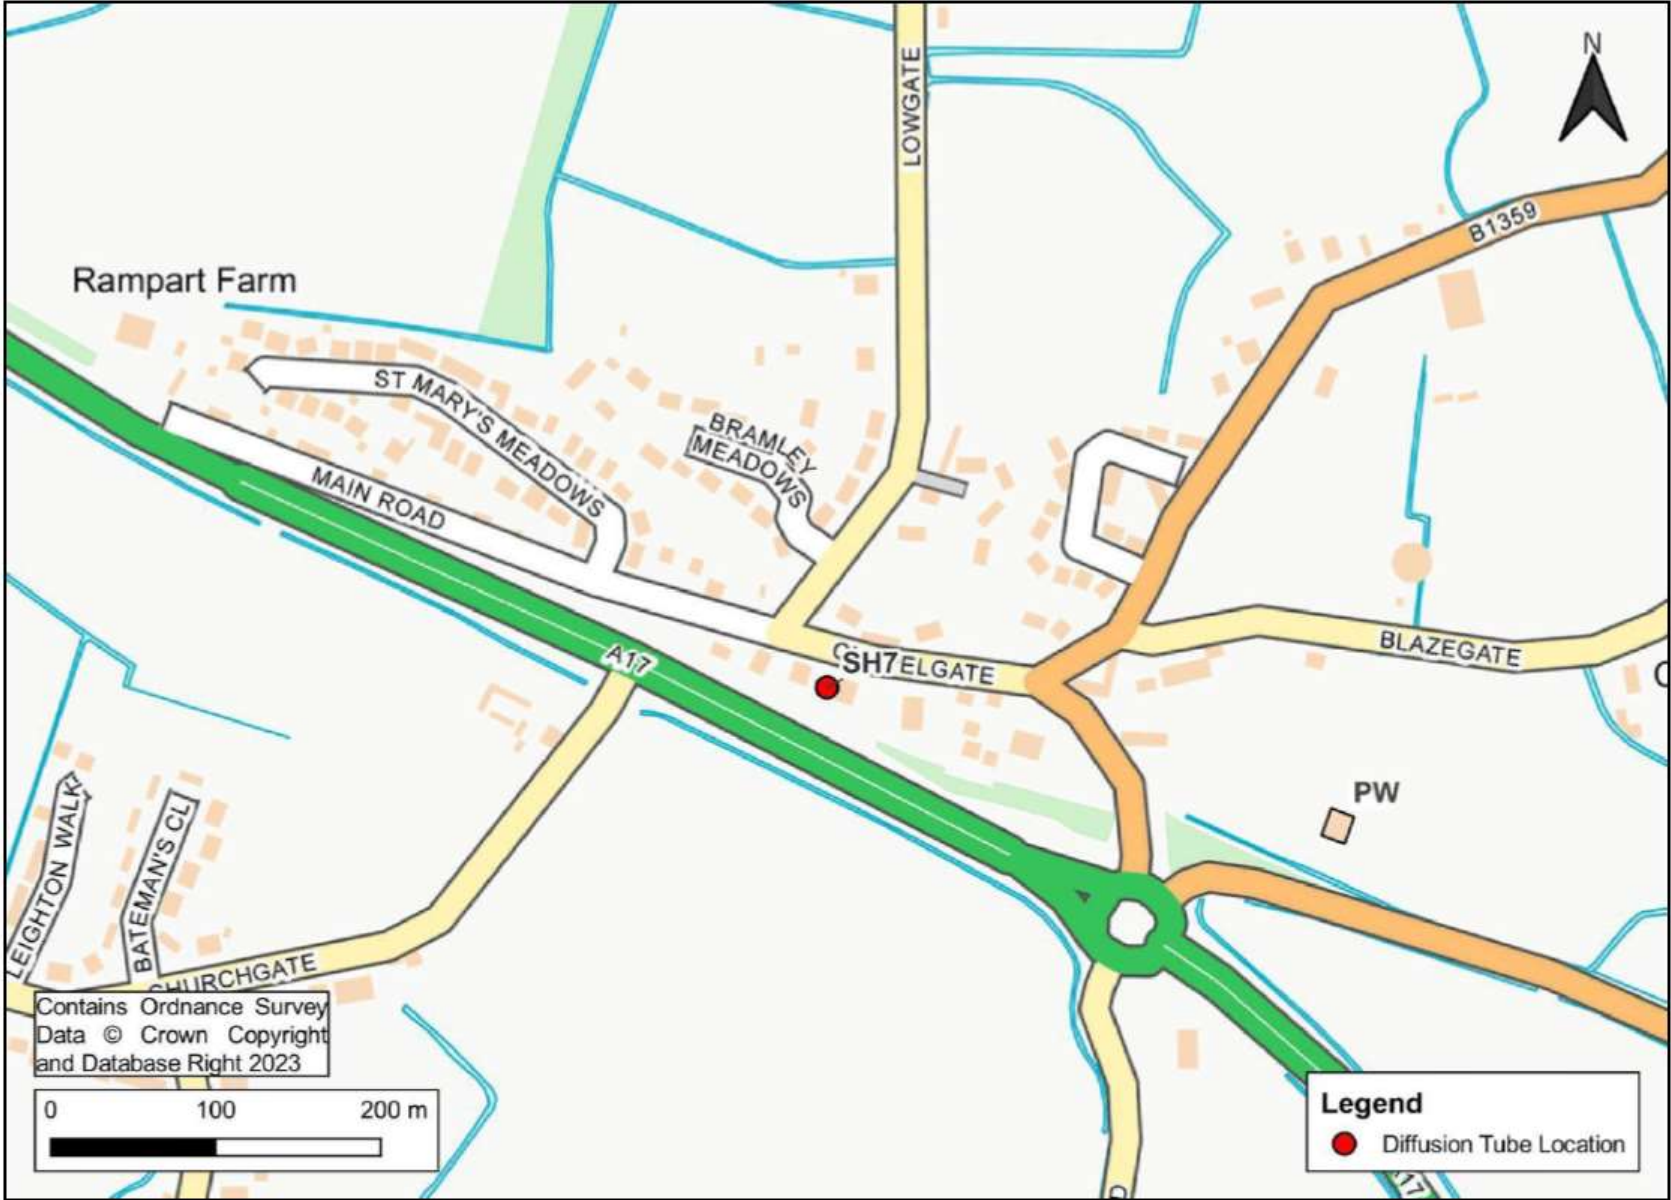 N
LOWGATE
B1359
Rampart Farm
ST MARY'S MEADOWS
BRAMLEY
MEADOWS
MAIN ROAD
A17
SH7
ELGATE
BLAZEGATE
PW
LEIGHTON WALK
BATEMAN'S CL
CHURCHGATE
Contains Ordnance Survey
Data © Crown Copyright
and Database Right 2023
0 100 200 m
Legend
Diffusion Tube Location
A17